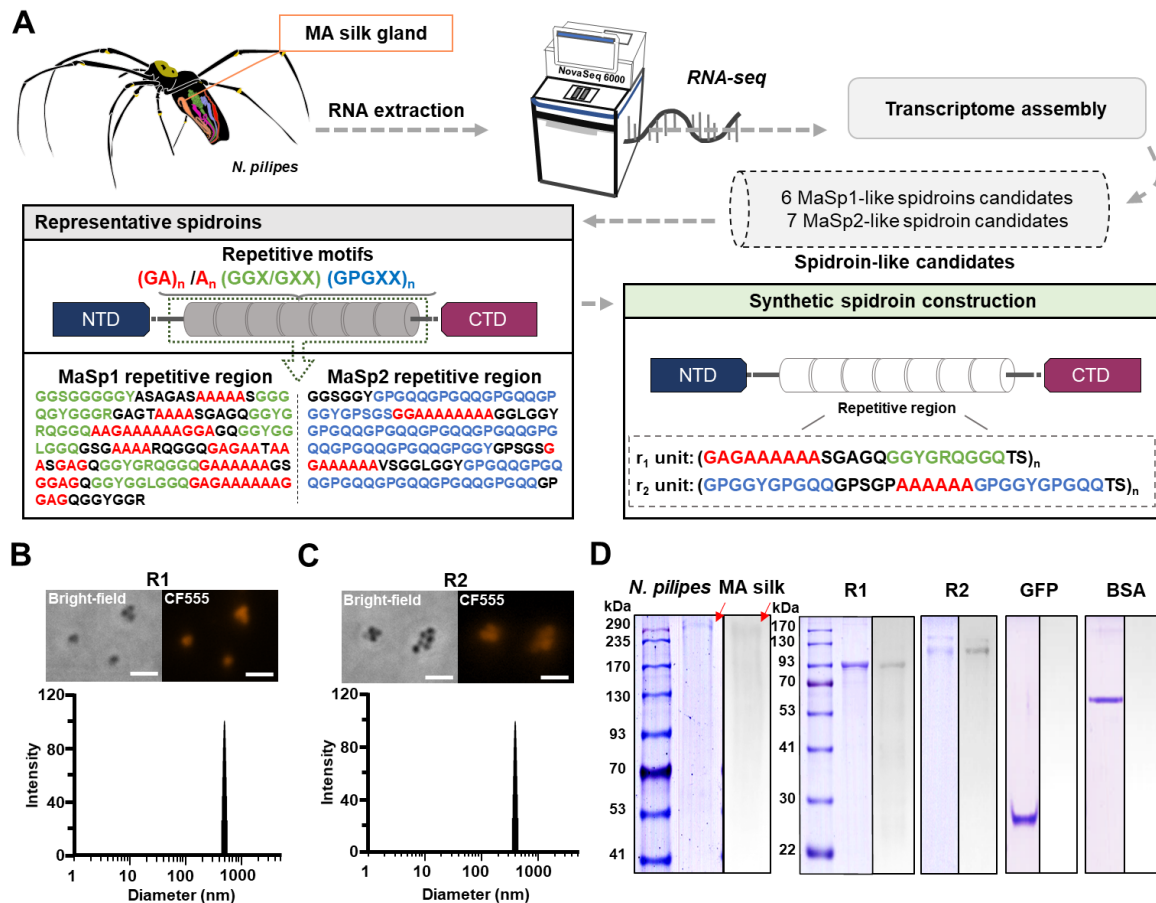 A
MA silk gland
N. pilipes
RNA extraction
NovaSeq 6000
RNA-seq
Transcriptome assembly
6 MaSp1-like spidroins candidates
7 MaSp2-like spidroin candidates
Spidroin-like candidates
Representative spidroins
Repetitive motifs
(GA)n /An (GGX/GXX) (GPGXX)n
NTD
CTD
MaSp1 repetitive region
GGSGGGGGYASAGASAAAAASGGG
QGYGGGRGAGTAAAASGAGQGGYG
RQGGQAAGAAAAAAGGAGQGGYGG
LGGQGSGAAAARQGGQGAGAATAA
ASGAGQGGYGRQGGQGAAAAAAGS
GGAGQGGYGGLGGQGAGAAAAAAG
GAGQGGYGGR
MaSp2 repetitive region
GGSGGYGPGQQGPGQQGPGQQGP
QGYGPSGSGGAAAAAAAAGGLGGY
GPGQQGPGQQGPGQQGPGQQGPG
QQGPGQQGPGQQGPGGYGPSGSG
GAAAAAAVSGGLGGYGPGQQGPGQ
QGPGQQGPGQQGPGQQGPGQQGP
Synthetic spidroin construction
NTD
CTD
Repetitive region
r1 unit: (GAGAAAAAASGAGQGGYGRQGGQTS)n
r2 unit: (GPGGYGPGQQGPSGPAAAAAAGPGGYGPGQQTS)n
B
R1
Bright-field
CF555
Intensity
120
80
40
0
1
10
100
1000
Diameter (nm)
C
R2
Bright-field
CF555
Intensity
120
80
40
0
1
10
100
1000
Diameter (nm)
D
N. pilipes MA silk
kDa
290
235
170
130
93
70
53
41
kDa
170
130
93
70
53
41
30
22
R1
R2
GFP
BSA